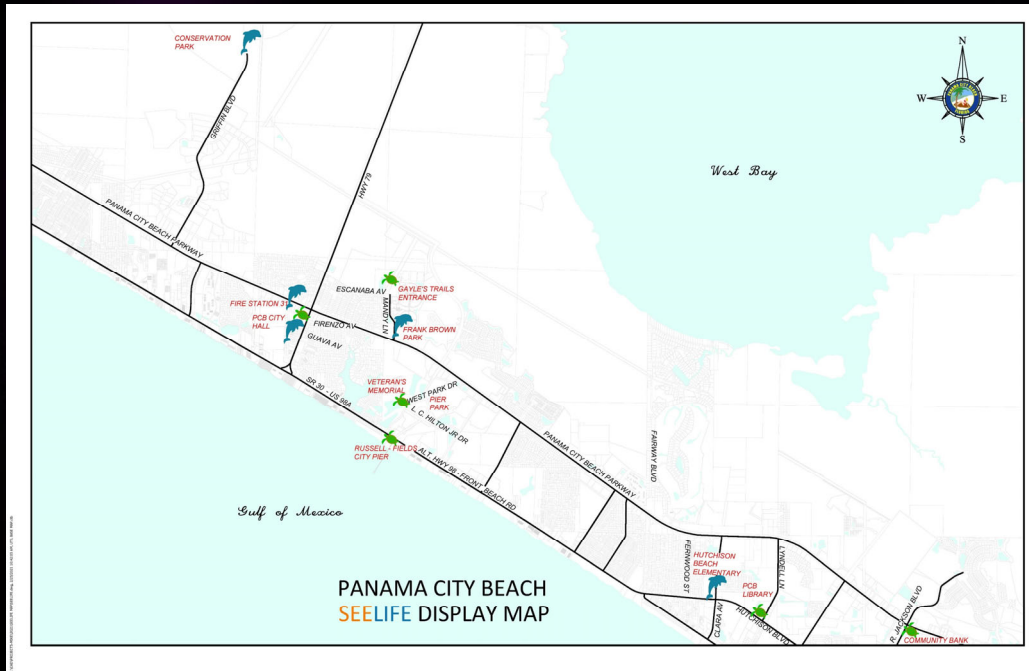 CONSERVATION
PARK
N
W
E
S
GRIFFIN BLVD
HWY 79
West Bay
PANAMA CITY BEACH PARKWAY
ESCANABA AV
GAYLE'S TRAILS
ENTRANCE
FIRE STATION 31
MANDY LN
PCB CITY
HALL
FIRENZO AV
FRANK BROWN
PARK
GUAVA AV
SR 30 - US 98A
VETERAN'S
MEMORIAL
WEST PARK DR
PIER
PARK
L. C. HILTON JR DR
RUSSELL - FIELDS
CITY PIER
ALT. HWY 98 - FRONT BEACH RD
PANAMA CITY BEACH PARKWAY
FAIRWAY BLVD
Gulf of Mexico
FERNWOOD ST
HUTCHISON
BEACH
ELEMENTARY
LYNDELL LN
PCB
LIBRARY
CLARA AV
HUTCHISON BLVD
R. JACKSON BLVD
COMMUNITY BANK
PANAMA CITY BEACH
SEELIFE DISPLAY MAP